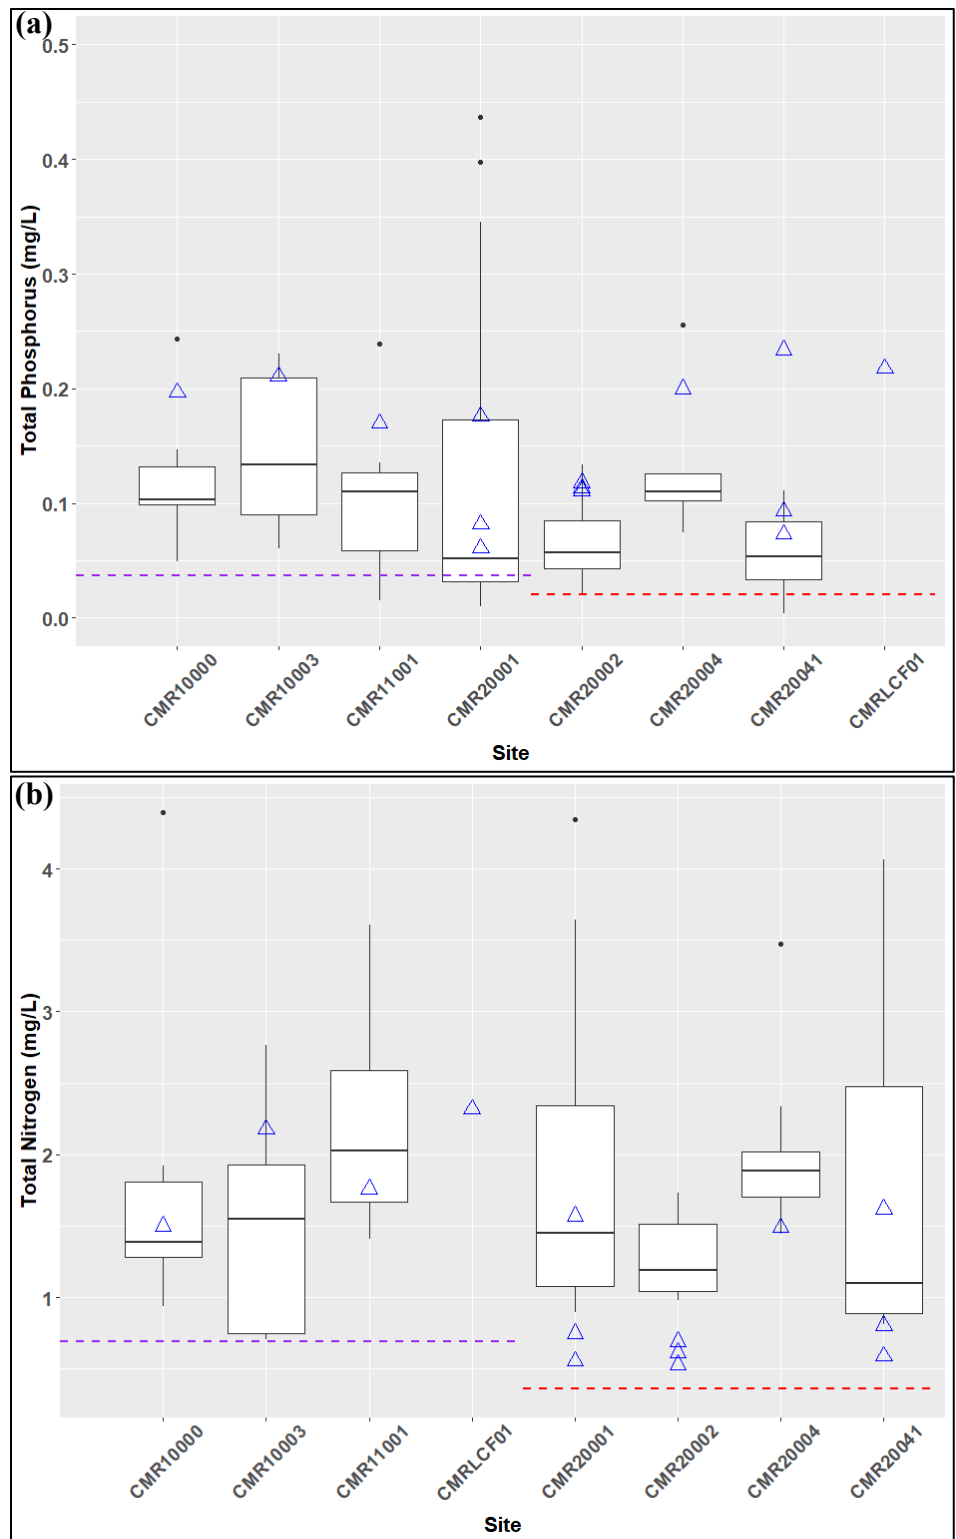 (a)
Total Phosphorus (mg/L)
0.5
0.4
0.3
0.2
0.1
0.0
CMR10000
CMR10003
CMR11001
CMR20001
CMR20002
CMR20004
CMR20041
CMRLCF01
Site
(b)
Total Nitrogen (mg/L)
4
3
2
1
CMR10000
CMR10003
CMR11001
CMRLCF01
CMR20001
CMR20002
CMR20004
CMR20041
Site